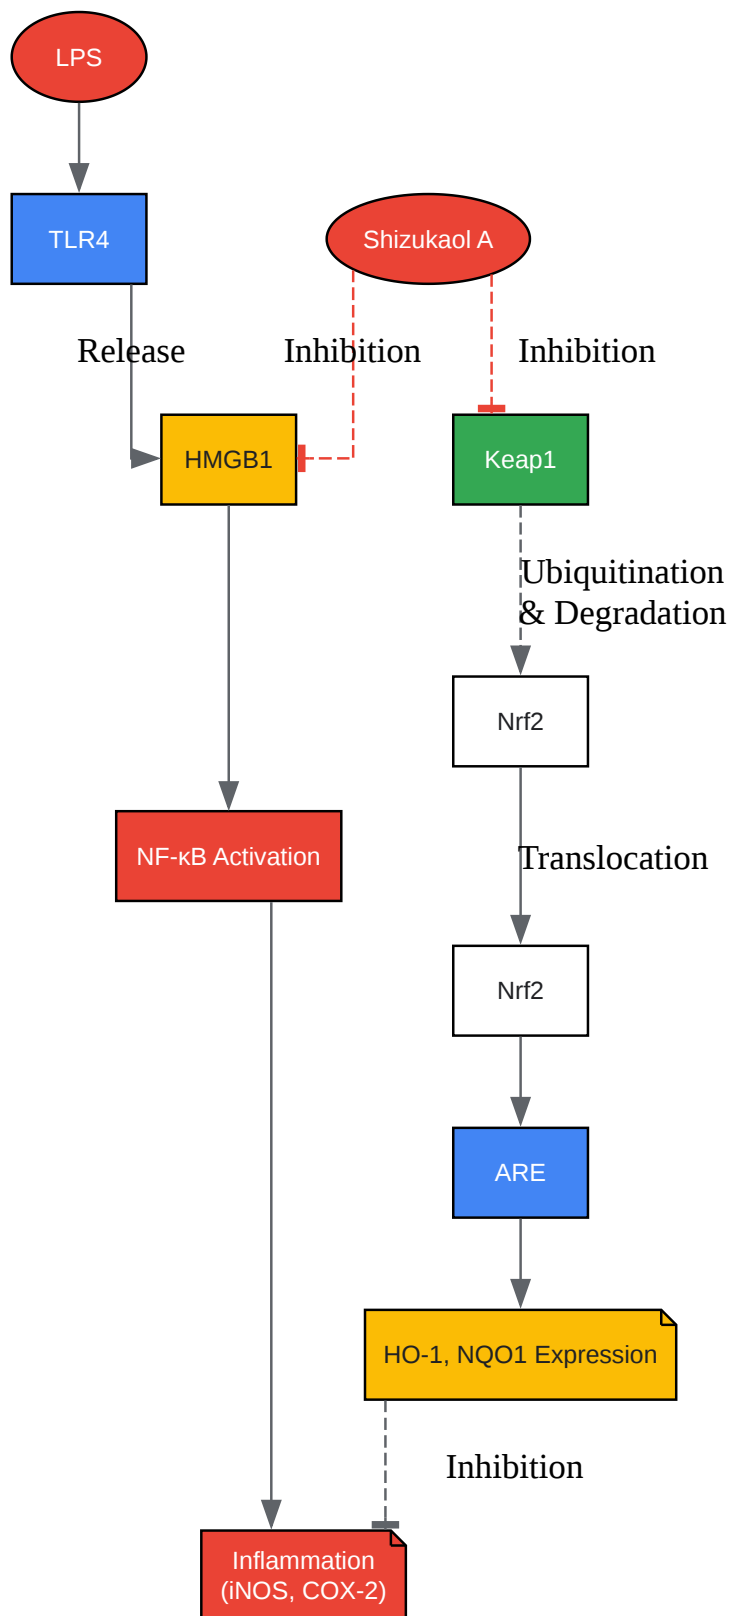 LPS
TLR4
Shizukaol A
Release
Inhibition
Inhibition
HMGB1
Keap1
Ubiquitination
& Degradation
Nrf2
NF-κB Activation
Translocation
Nrf2
ARE
HO-1, NQO1 Expression
Inhibition
Inflammation
(iNOS, COX-2)